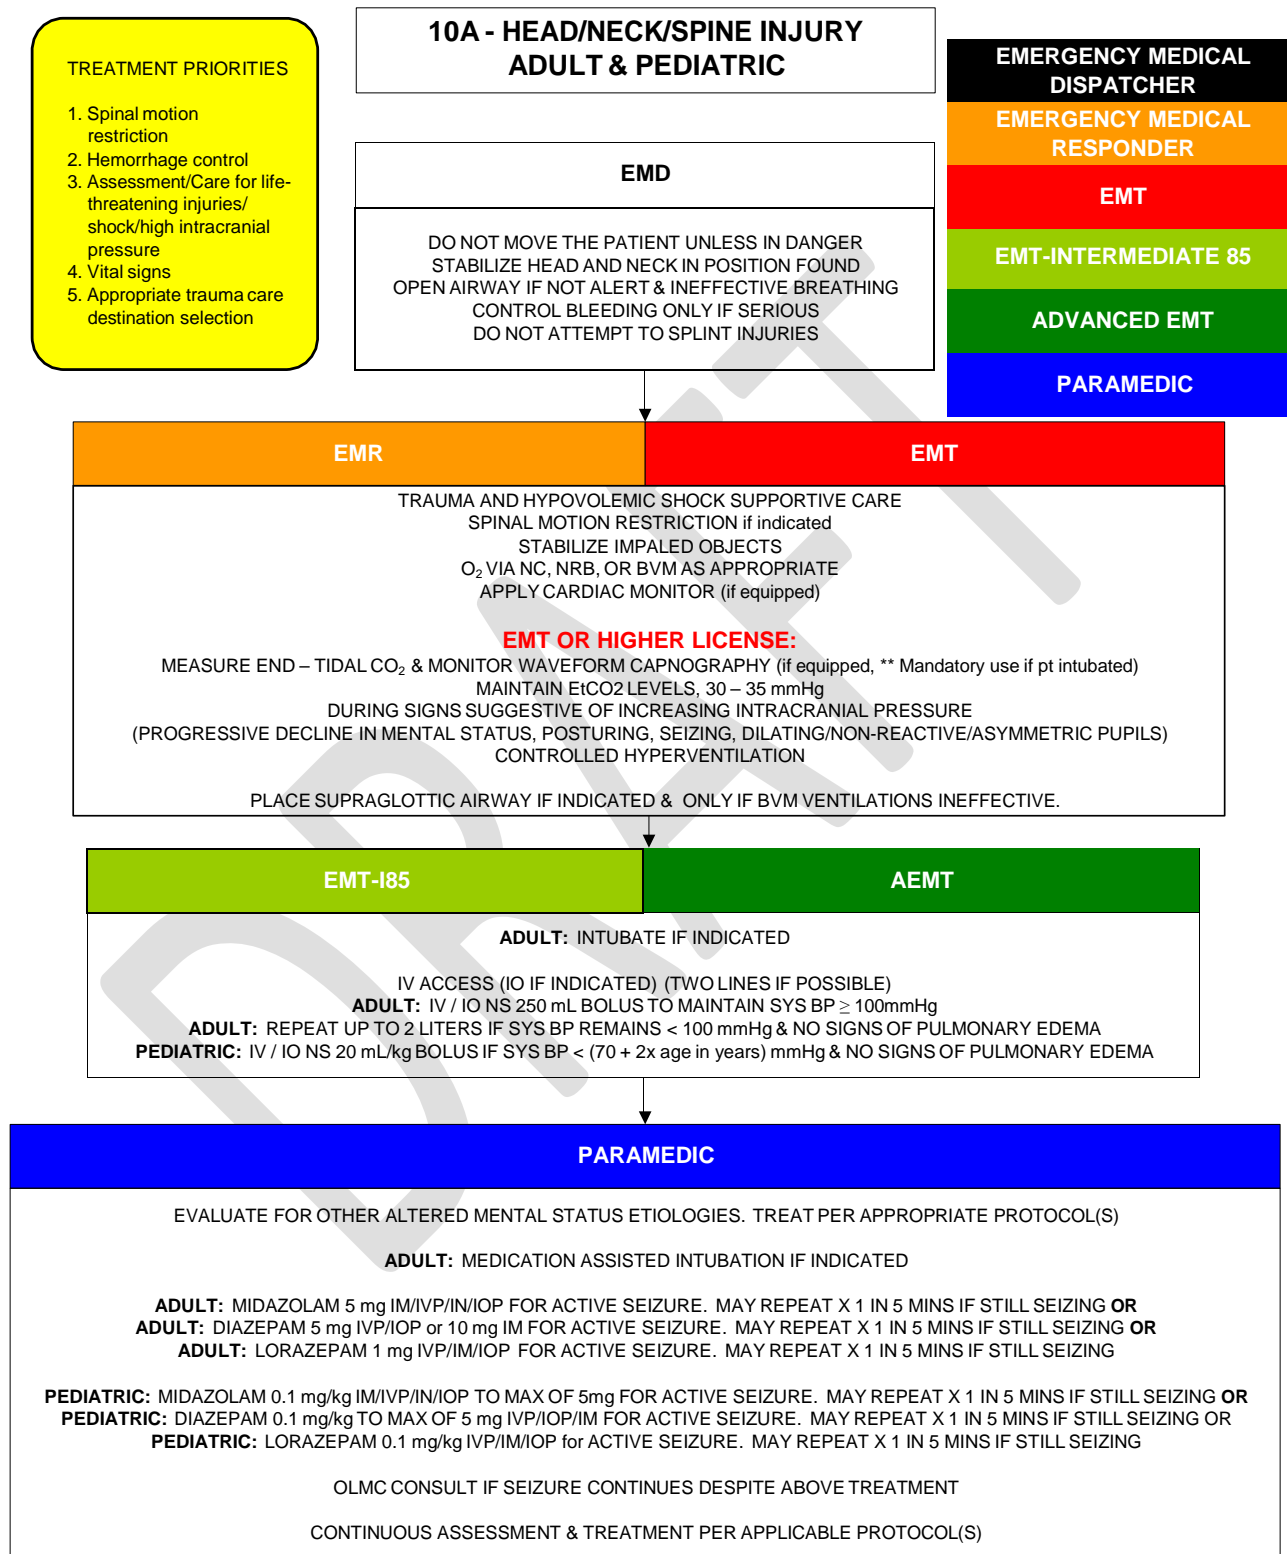 10A - HEAD/NECK/SPINE INJURY
ADULT & PEDIATRIC
TREATMENT PRIORITIES
1. Spinal motion
restriction
2. Hemorrhage control
3. Assessment/Care for life-
threatening injuries/
shock/high intracranial
pressure
4. Vital signs
5. Appropriate trauma care
destination selection
EMERGENCY MEDICAL
DISPATCHER
EMERGENCY MEDICAL
RESPONDER
EMT
EMT-INTERMEDIATE 85
ADVANCED EMT
PARAMEDIC
EMD
DO NOT MOVE THE PATIENT UNLESS IN DANGER
STABILIZE HEAD AND NECK IN POSITION FOUND
OPEN AIRWAY IF NOT ALERT & INEFFECTIVE BREATHING
CONTROL BLEEDING ONLY IF SERIOUS
DO NOT ATTEMPT TO SPLINT INJURIES
EMR
EMT
TRAUMA AND HYPOVOLEMIC SHOCK SUPPORTIVE CARE
SPINAL MOTION RESTRICTION if indicated
STABILIZE IMPALED OBJECTS
O₂ VIA NC, NRB, OR BVM AS APPROPRIATE
APPLY CARDIAC MONITOR (if equipped)
EMT OR HIGHER LICENSE:
MEASURE END – TIDAL CO₂ & MONITOR WAVEFORM CAPNOGRAPHY (if equipped, ** Mandatory use if pt intubated)
MAINTAIN EtCO2 LEVELS, 30 – 35 mmHg
DURING SIGNS SUGGESTIVE OF INCREASING INTRACRANIAL PRESSURE
(PROGRESSIVE DECLINE IN MENTAL STATUS, POSTURING, SEIZING, DILATING/NON-REACTIVE/ASYMMETRIC PUPILS)
CONTROLLED HYPERVENTILATION
PLACE SUPRAGLOTTIC AIRWAY IF INDICATED & ONLY IF BVM VENTILATIONS INEFFECTIVE.
EMT-I85
AEMT
ADULT: INTUBATE IF INDICATED
IV ACCESS (IO IF INDICATED) (TWO LINES IF POSSIBLE)
ADULT: IV / IO NS 250 mL BOLUS TO MAINTAIN SYS BP ≥ 100mmHg
ADULT: REPEAT UP TO 2 LITERS IF SYS BP REMAINS < 100 mmHg & NO SIGNS OF PULMONARY EDEMA
PEDIATRIC: IV / IO NS 20 mL/kg BOLUS IF SYS BP < (70 + 2x age in years) mmHg & NO SIGNS OF PULMONARY EDEMA
PARAMEDIC
EVALUATE FOR OTHER ALTERED MENTAL STATUS ETIOLOGIES. TREAT PER APPROPRIATE PROTOCOL(S)
ADULT: MEDICATION ASSISTED INTUBATION IF INDICATED
ADULT: MIDAZOLAM 5 mg IM/IVP/IN/IOP FOR ACTIVE SEIZURE. MAY REPEAT X 1 IN 5 MINS IF STILL SEIZING OR
ADULT: DIAZEPAM 5 mg IVP/IOP or 10 mg IM FOR ACTIVE SEIZURE. MAY REPEAT X 1 IN 5 MINS IF STILL SEIZING OR
ADULT: LORAZEPAM 1 mg IVP/IM/IOP FOR ACTIVE SEIZURE. MAY REPEAT X 1 IN 5 MINS IF STILL SEIZING
PEDIATRIC: MIDAZOLAM 0.1 mg/kg IM/IVP/IN/IOP TO MAX OF 5mg FOR ACTIVE SEIZURE. MAY REPEAT X 1 IN 5 MINS IF STILL SEIZING OR
PEDIATRIC: DIAZEPAM 0.1 mg/kg TO MAX OF 5 mg IVP/IOP/IM FOR ACTIVE SEIZURE. MAY REPEAT X 1 IN 5 MINS IF STILL SEIZING OR
PEDIATRIC: LORAZEPAM 0.1 mg/kg IVP/IM/IOP for ACTIVE SEIZURE. MAY REPEAT X 1 IN 5 MINS IF STILL SEIZING
OLMC CONSULT IF SEIZURE CONTINUES DESPITE ABOVE TREATMENT
CONTINUOUS ASSESSMENT & TREATMENT PER APPLICABLE PROTOCOL(S)
DRAFT